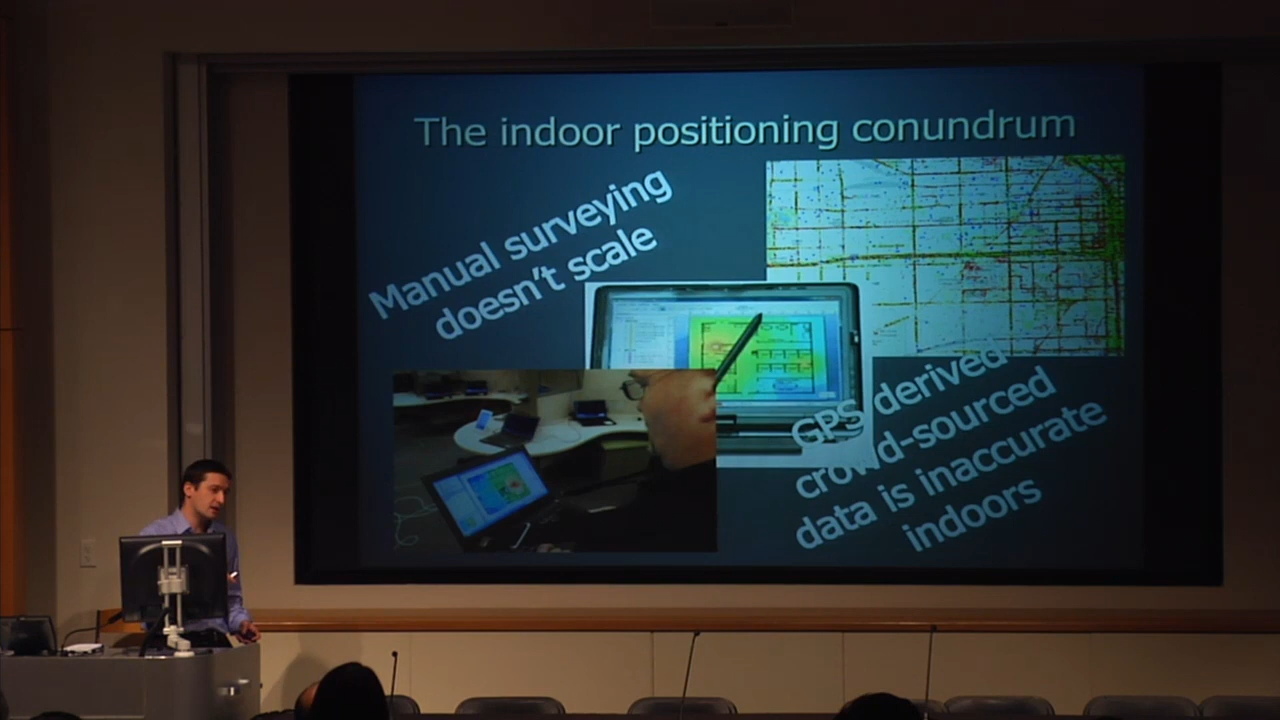 The indoor positioning conundrum
Manual surveying
doesn't scale
GPS derived
crowd-sourced
data is inaccurate
indoors